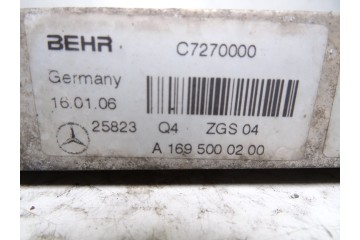 BEHR C7270000
Germany
16.01.06
25823 Q4 ZGS 04
A 169 500 02 00